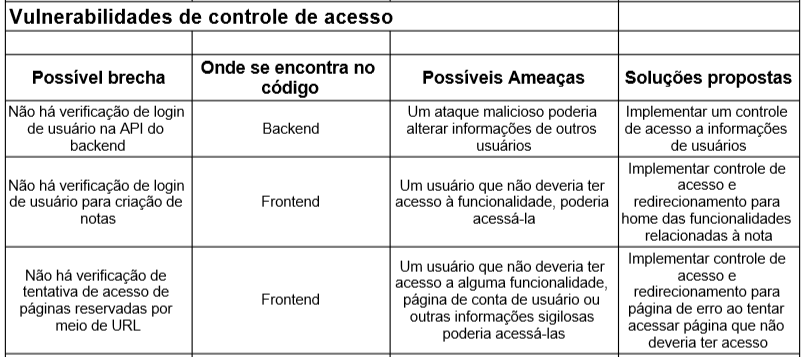 Vulnerabilidades de controle de acesso
Possível brecha
Onde se encontra no
código
Possíveis Ameaças
Soluções propostas
Não há verificação de login
de usuário na API do
backend
Backend
Um ataque malicioso poderia
alterar informações de outros
usuários
Implementar um controle
de acesso a informações
de usuários
Não há verificação de login
de usuário para criação de
notas
Frontend
Um usuário que não deveria ter
acesso à funcionalidade, poderia
acessá-la
Implementar controle de
acesso e
redirecionamento para
home das funcionalidades
relacionadas à nota
Não há verificação de
tentativa de acesso de
páginas reservadas por
meio de URL
Frontend
Um usuário que não deveria ter
acesso a alguma funcionalidade,
página de conta de usuário ou
outras informações sigilosas
poderia acessá-las
Implementar controle de
acesso e
redirecionamento para
página de erro ao tentar
acessar página que não
deveria ter acesso